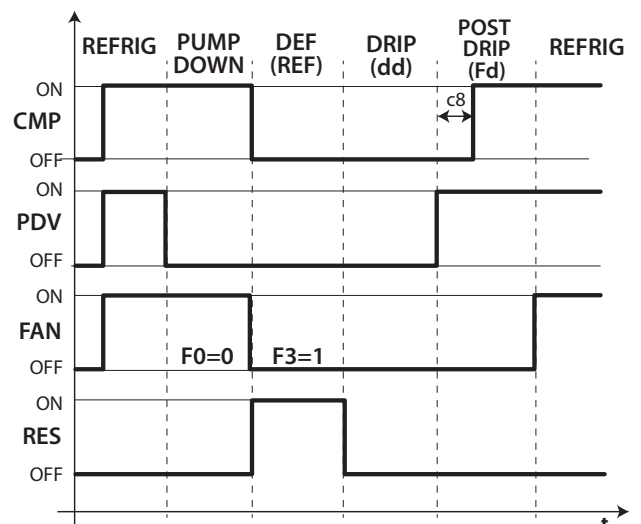 REFRIG
PUMP
DOWN
DEF
(REF)
DRIP
(dd)
POST
DRIP
(Fd)
REFRIG
ON
c8
CMP
OFF
ON
PDV
OFF
ON
FAN
F0=0
F3=1
OFF
ON
RES
OFF
t